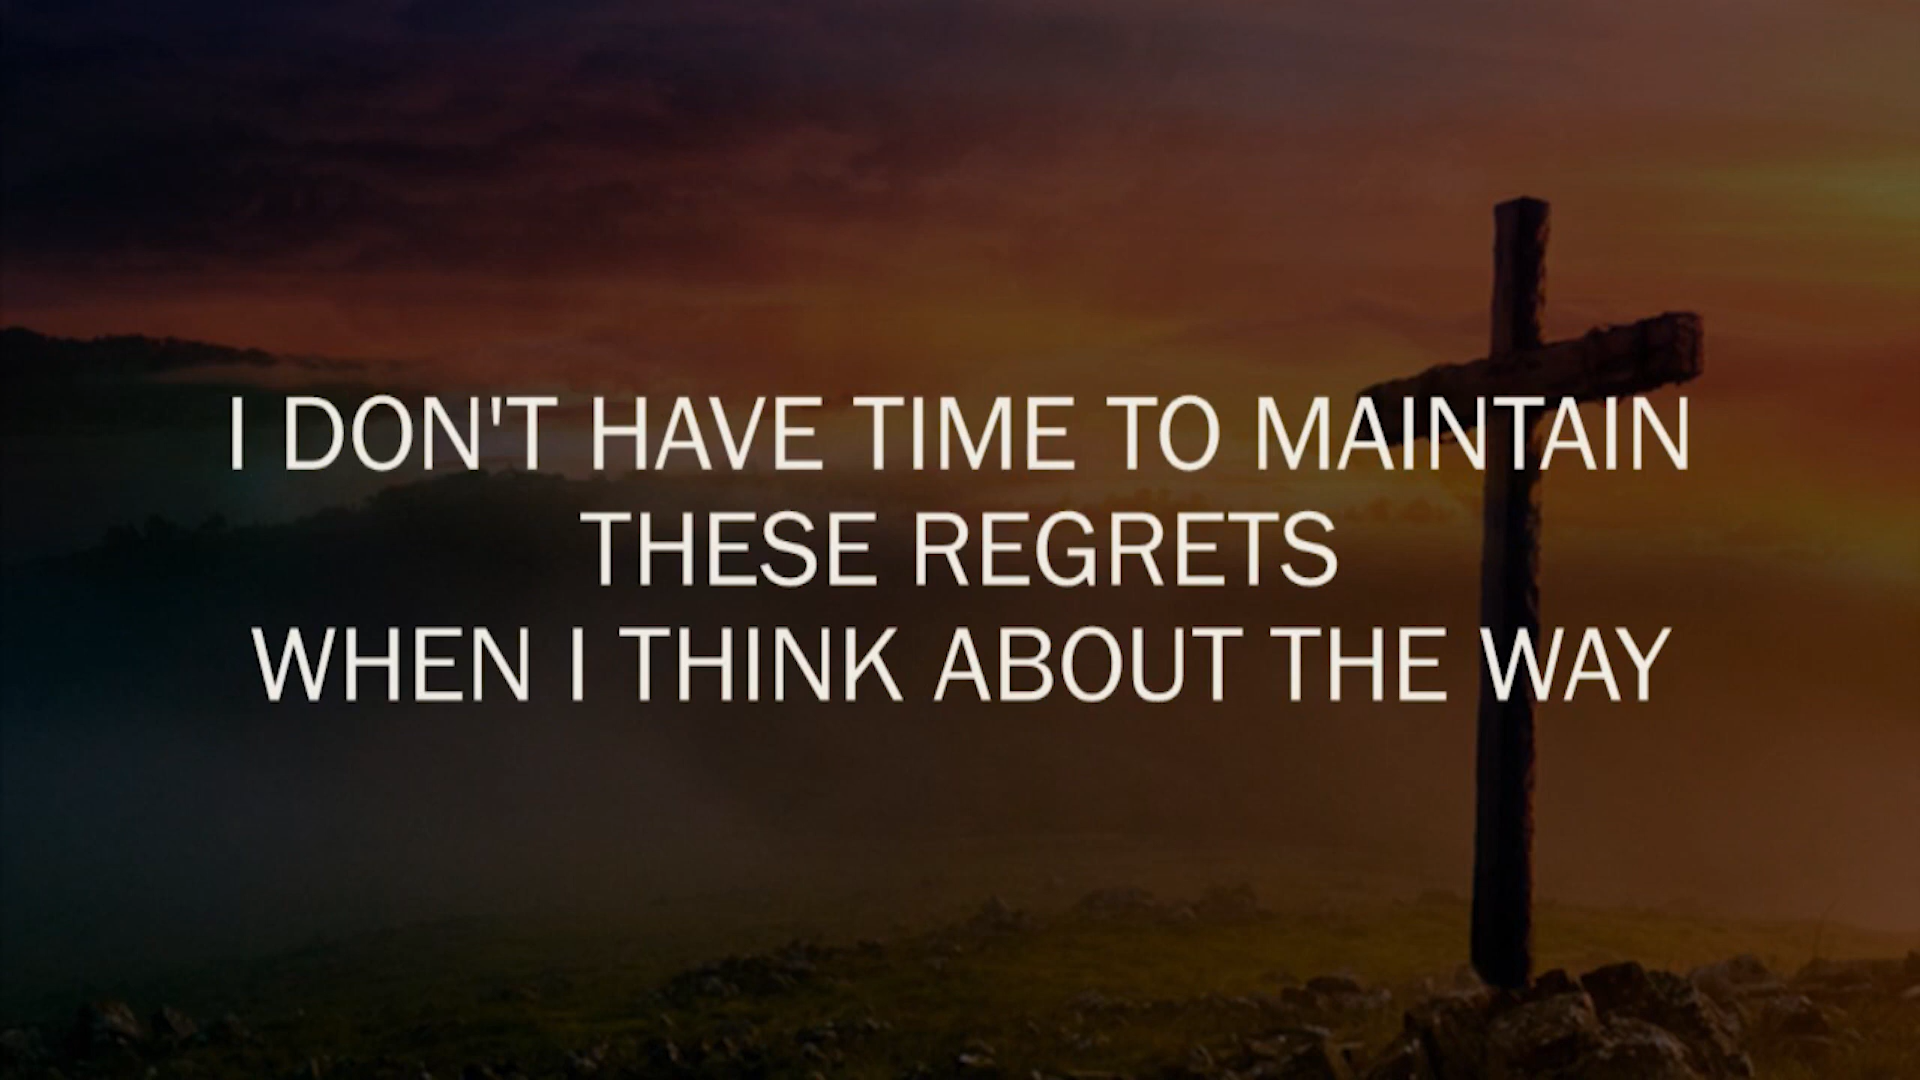 I DON'T HAVE TIME TO MAINTAIN
THESE REGRETS
WHEN I THINK ABOUT THE WAY